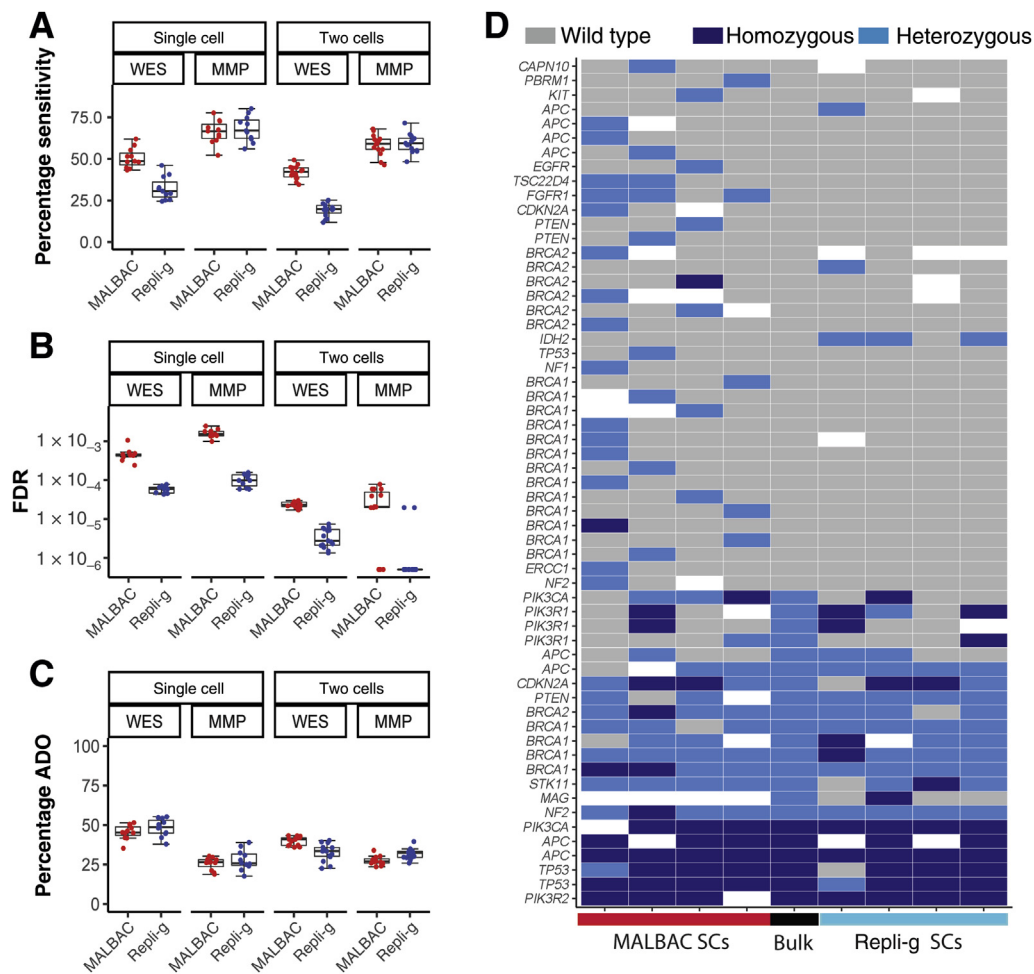 A
Percentage sensitivity
Single cell Two cells
WES MMP WES MMP
75.0
50.0
25.0
0.0
MALBAC Repli-g MALBAC Repli-g MALBAC Repli-g MALBAC Repli-g
B
FDR
Single cell Two cells
WES MMP WES MMP
1 × 10−3
1 × 10−4
1 × 10−5
1 × 10−6
MALBAC Repli-g MALBAC Repli-g MALBAC Repli-g MALBAC Repli-g
C
Percentage ADO
Single cell Two cells
WES MMP WES MMP
100
75
50
25
0
MALBAC Repli-g MALBAC Repli-g MALBAC Repli-g MALBAC Repli-g
D
Wild type Homozygous Heterozygous
CAPN10
PBRM1
KIT
APC
APC
APC
APC
EGFR
TSC22D4
FGFR1
CDKN2A
PTEN
PTEN
BRCA2
BRCA2
BRCA2
BRCA2
BRCA2
BRCA2
IDH2
TP53
NF1
BRCA1
BRCA1
BRCA1
BRCA1
BRCA1
BRCA1
BRCA1
BRCA1
BRCA1
BRCA1
BRCA1
BRCA1
BRCA1
ERCC1
NF2
PIK3CA
PIK3R1
PIK3R1
PIK3R1
APC
APC
CDKN2A
PTEN
BRCA2
BRCA1
BRCA1
BRCA1
BRCA1
STK11
MAG
NF2
PIK3CA
APC
APC
TP53
TP53
PIK3R2
MALBAC SCs Bulk Repli-g SCs